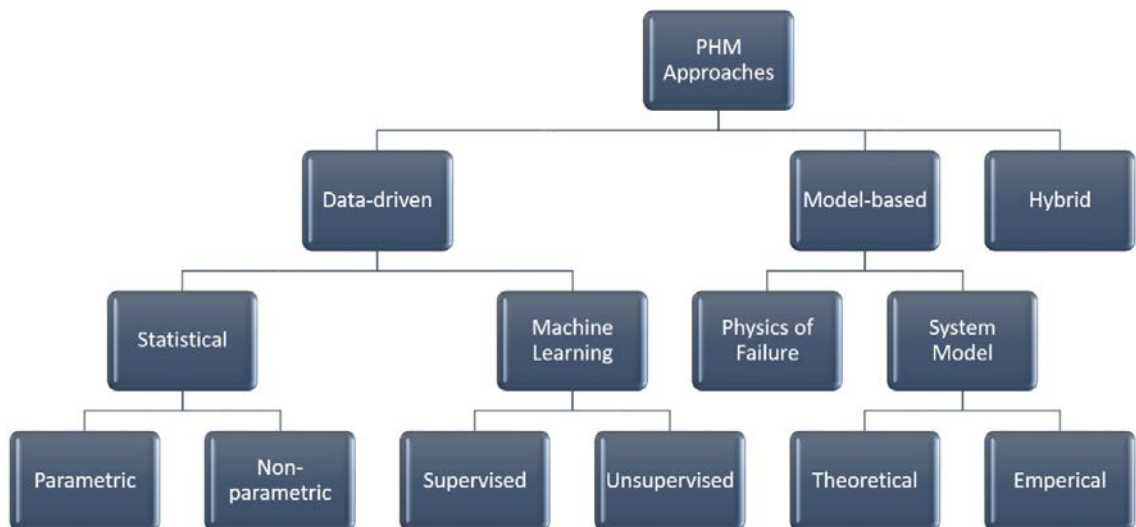 PHM
Approaches
Data-driven
Model-based
Hybrid
Statistical
Machine
Learning
Physics of
Failure
System
Model
Parametric
Non-
parametric
Supervised
Unsupervised
Theoretical
Emperical